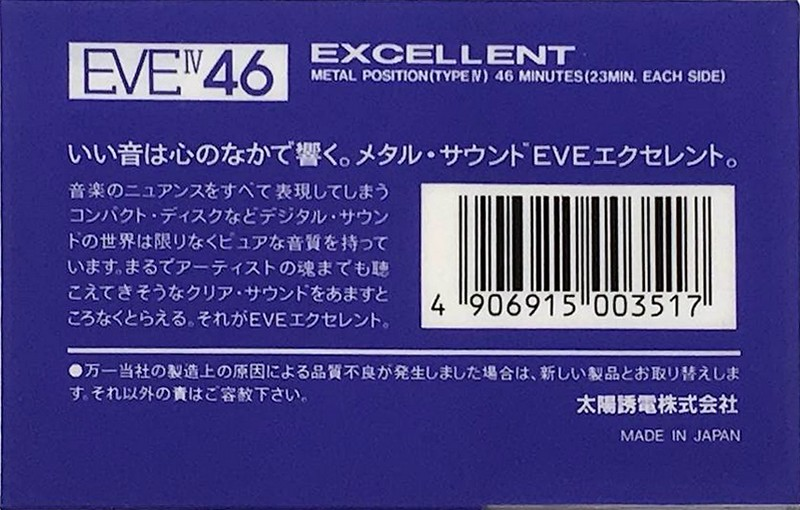 EVE IV 46
EXCELLENT
METAL POSITION(TYPE IV) 46 MINUTES(23MIN. EACH SIDE)
いい音は心のなかで響く。メタル・サウンド EVEエクセレント。
音楽のニュアンスをすべて表現してしまう
コンパクト・ディスクなどデジタル・サウン
ドの世界は限りなくピュアな音質を持って
います。まるでアーティストの魂までも聴
こえてきそうなクリア・サウンドをあますと
ころなくとらえる。それがEVEエクセレント。
4 906915 003517
●万一当社の製造上の原因による品質不良が発生しました場合は、新しい製品とお取り替えしま
す。それ以外の責はご容赦下さい。
太陽誘電株式会社
MADE IN JAPAN